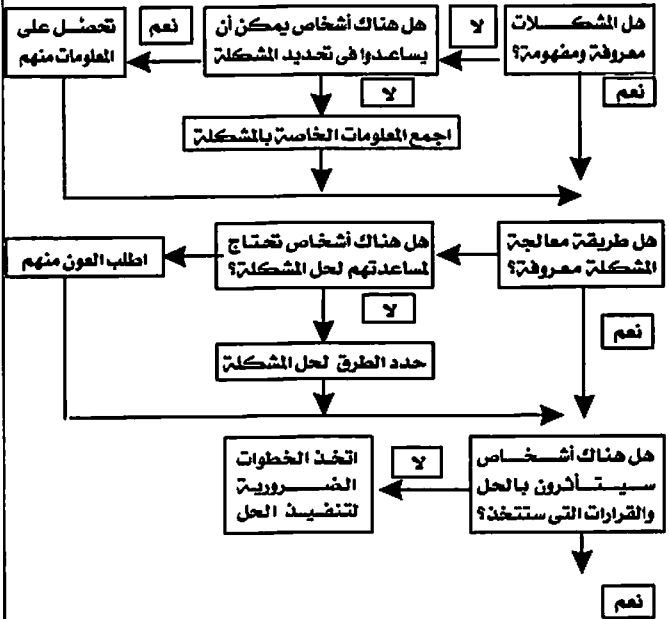 هل المشكلات
معروفة ومفهومة؟
لا
هل هناك أشخاص يمكن أن
يساعدوا فى تحديد المشكلة
نعم
تحصل على
المعلومات منهم
نعم
لا
اجمع المعلومات الخاصة بالمشكلة
هل طريقة معالجة
المشكلة معروفة؟
هل هناك أشخاص تحتاج
لمساعدتهم لحل المشكلة؟
اطلب العون منهم
لا
نعم
حدد الطرق لحل المشكلة
هل هناك أشخاص
سيتأثرون بالحل
والقرارات التى ستتخذ؟
لا
اتخذ الخطوات
الضرورية
لتنفيذ الحل
نعم